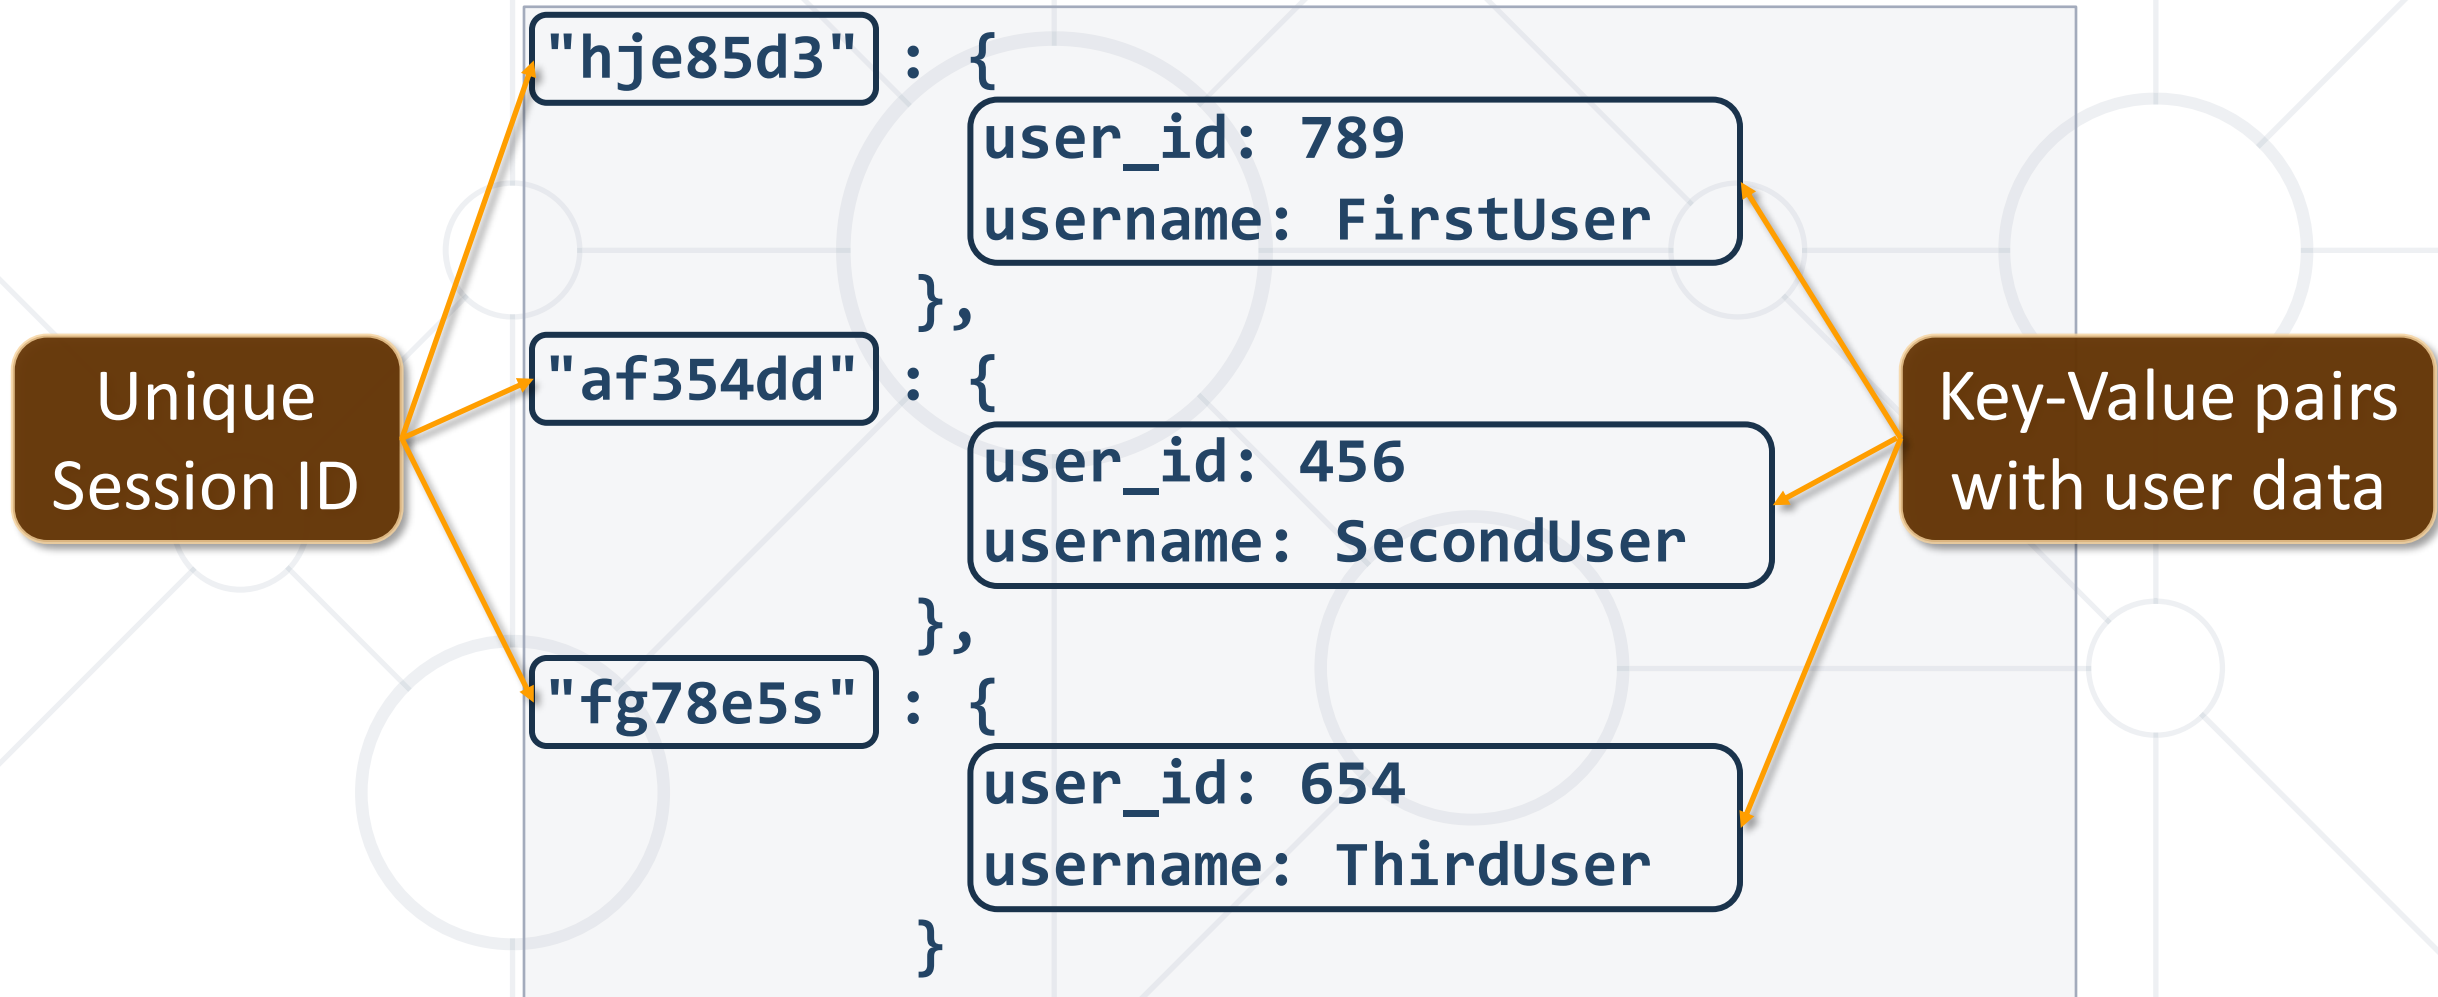 "hje85d3" : {
user_id: 789
username: FirstUser
},
"af354dd" : {
user_id: 456
username: SecondUser
},
"fg78e5s" : {
user_id: 654
username: ThirdUser
}
Unique
Session ID
Key-Value pairs
with user data